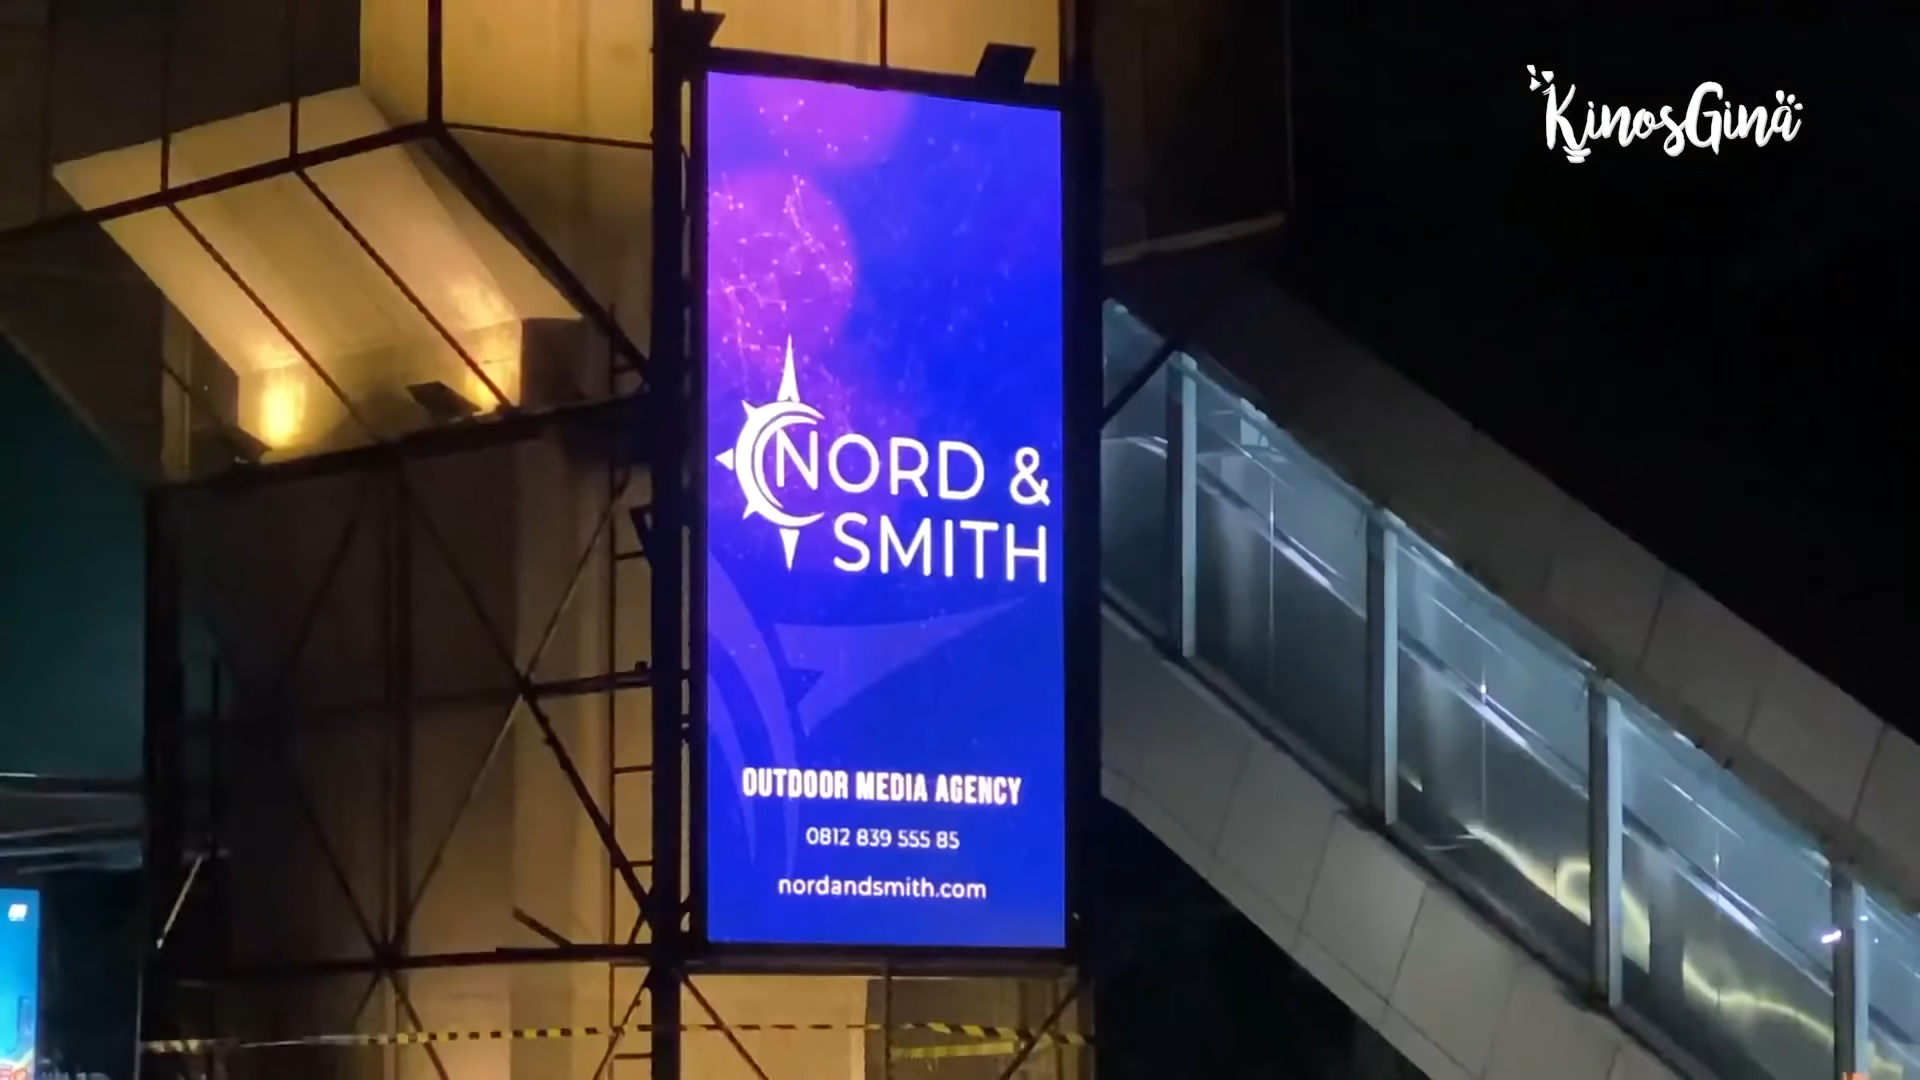 KinosGina
NORD &
SMITH
OUTDOOR MEDIA AGENCY
0812 839 555 85
nordandsmith.com